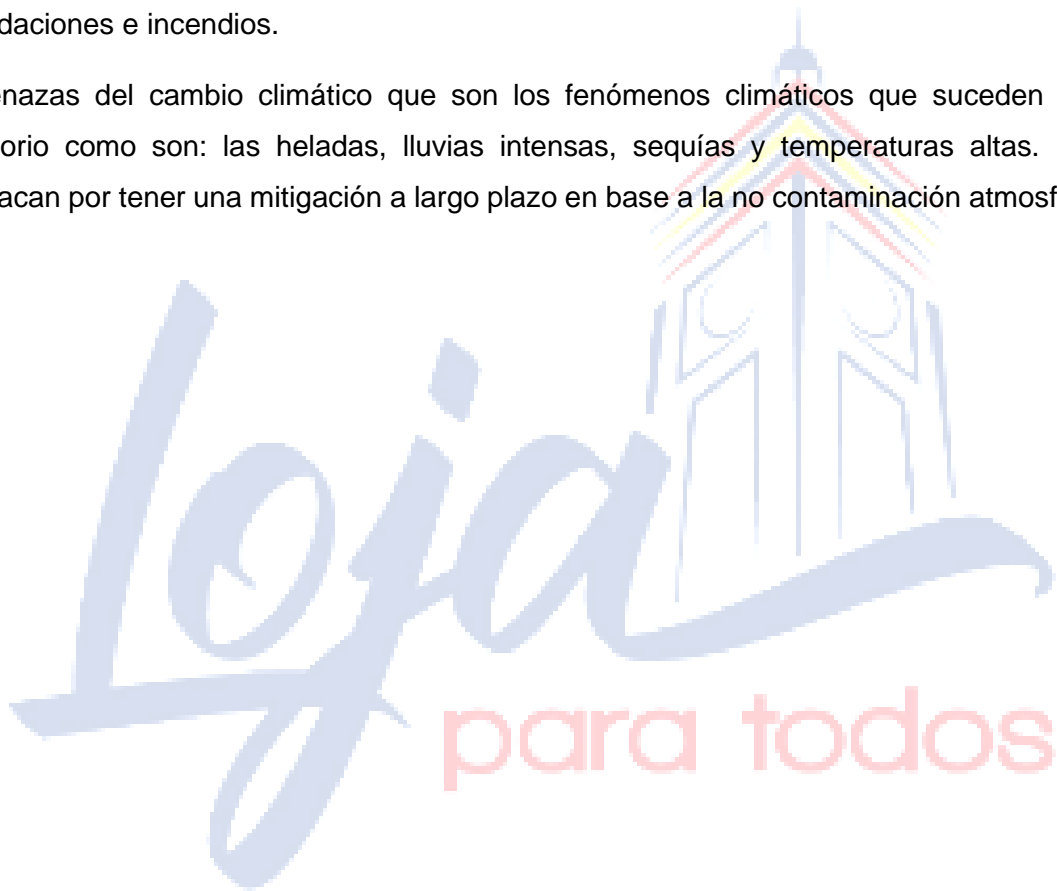 daciones e incendios.
enazas del cambio climático que son los fenómenos climáticos que suceden
orio como son: las heladas, lluvias intensas, sequías y temperaturas altas.
acan por tener una mitigación a largo plazo en base a la no contaminación atmosf
Loja
para todos